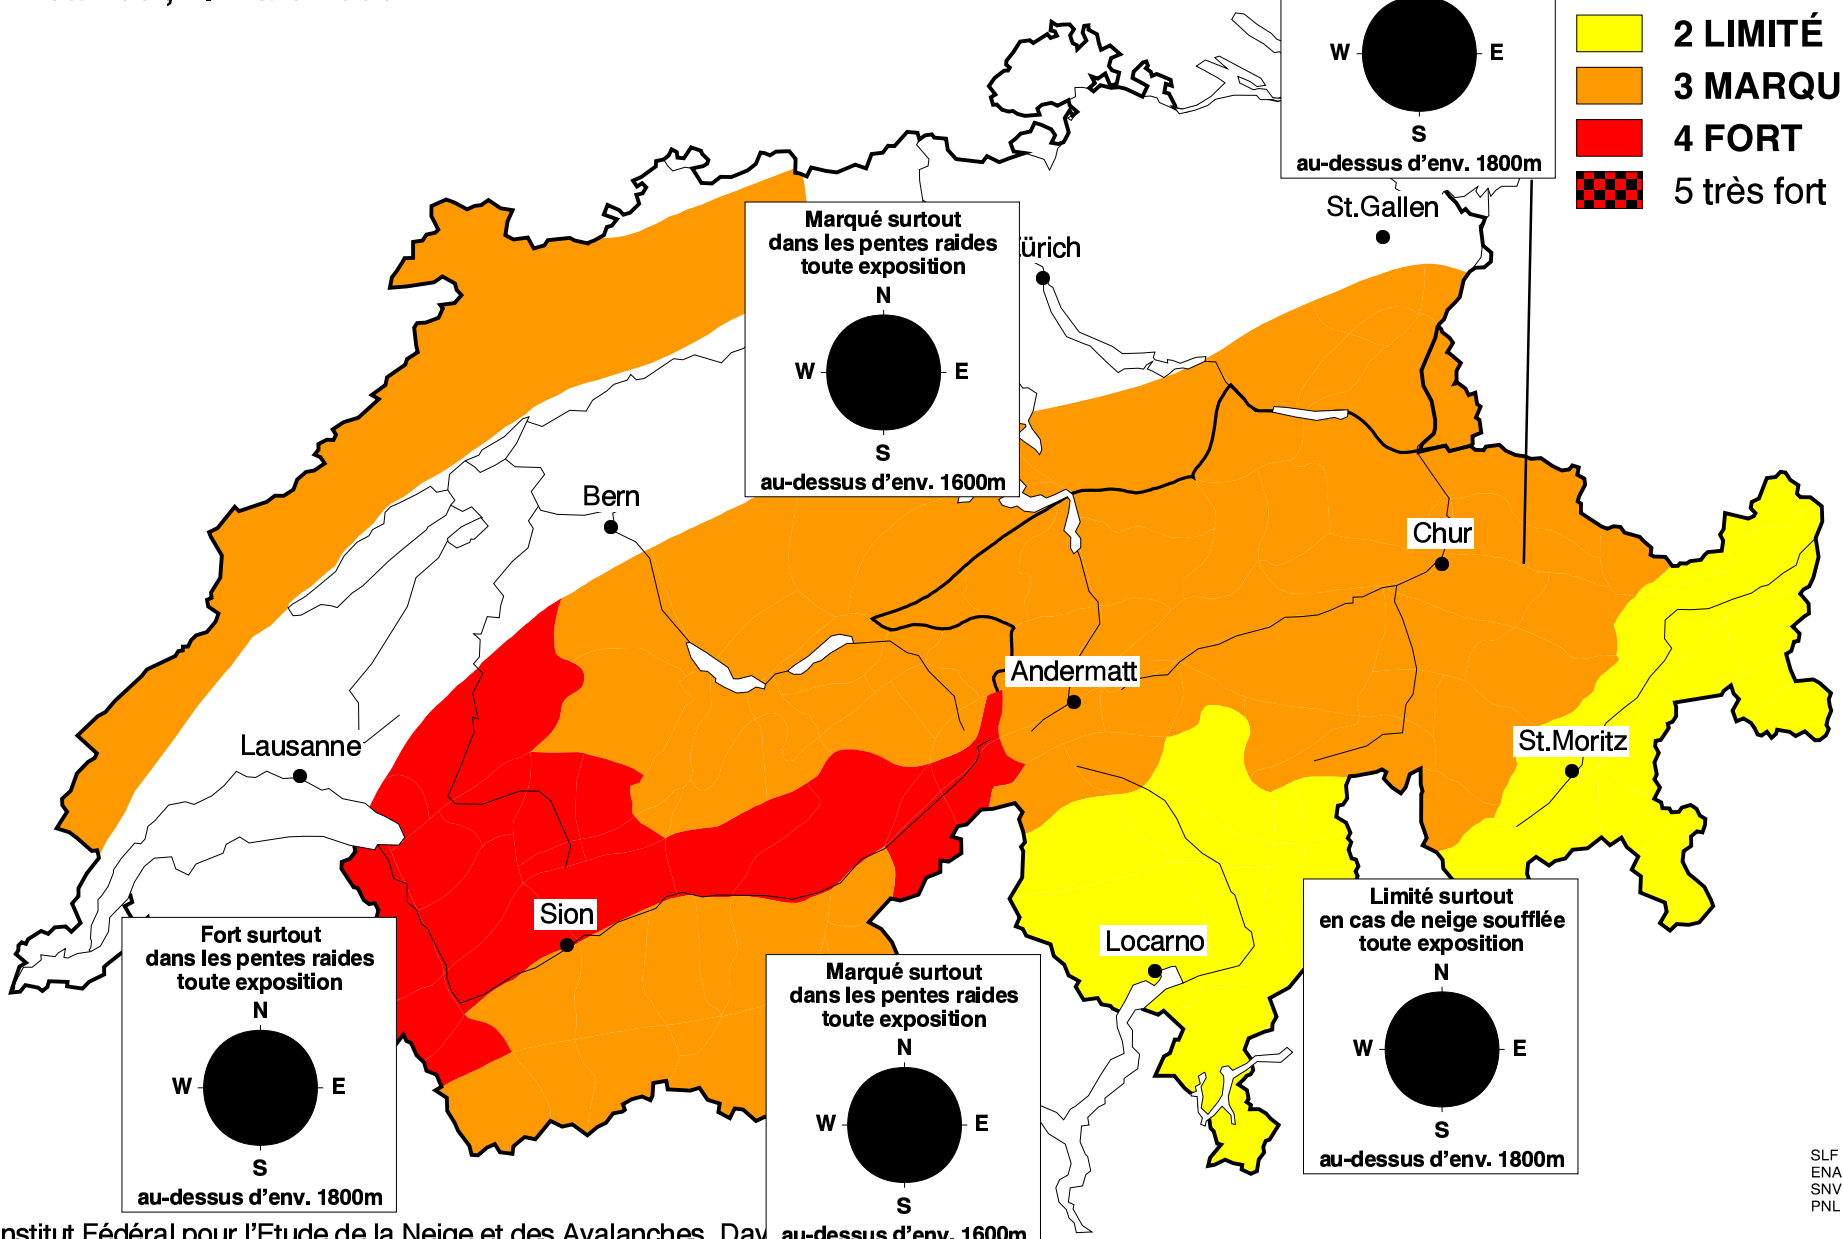 W E
S
au-dessus d'env. 1800m
2 LIMITÉ
3 MARQU
4 FORT
5 très fort
St.Gallen
ürich
Marqué surtout
dans les pentes raides
toute exposition
N
W E
S
au-dessus d'env. 1600m
Bern
Chur
Andermatt
Lausanne
St.Moritz
Sion
Locarno
Fort surtout
dans les pentes raides
toute exposition
N
W E
S
au-dessus d'env. 1800m
Marqué surtout
dans les pentes raides
toute exposition
N
W E
S
au-dessus d'env. 1600m
Limité surtout
en cas de neige soufflée
toute exposition
N
W E
S
au-dessus d'env. 1800m
SLF
ENA
SNV
PNL
nstitut Fédéral pour l'Etude de la Neige et des Avalanches, Dav